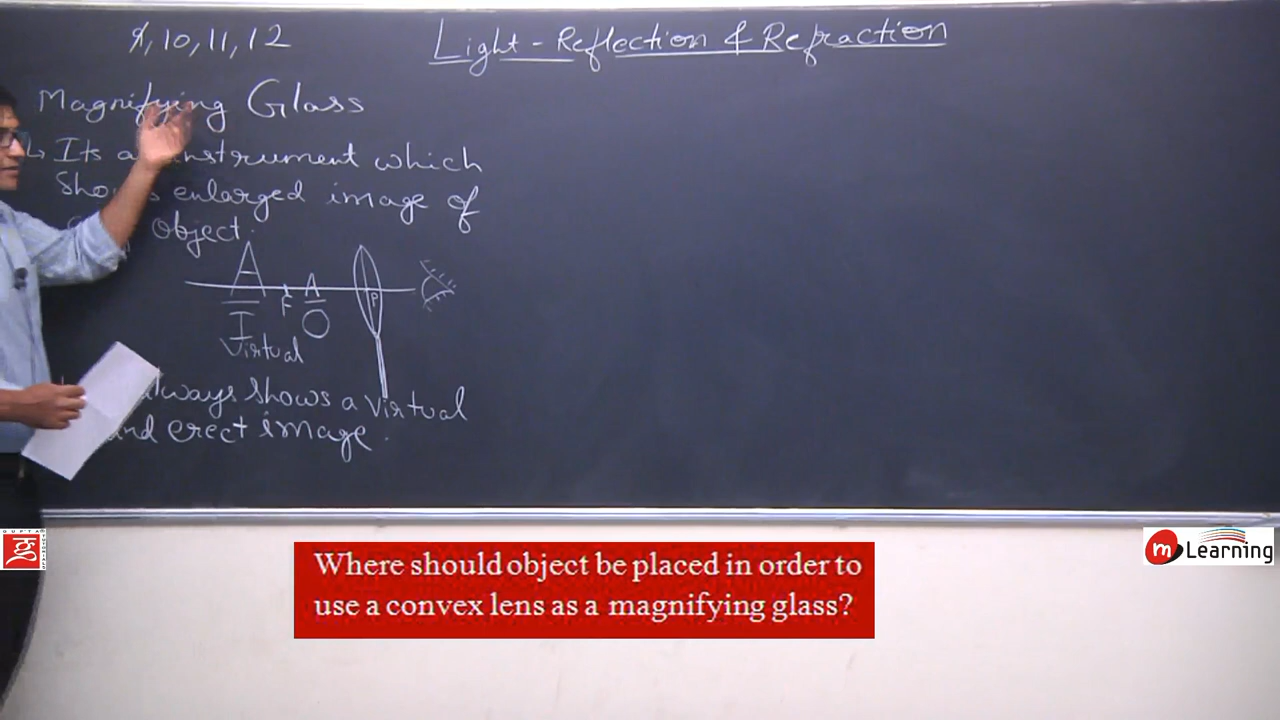 9, 10, 11, 12
Light - Reflection & Refraction
Magnifying Glass
↳ Its a instrument which
enlarged image of
object.
A
A
F
P
I
O
Virtual
always shows a virtual
and erect image.
GUPTA
m Learning
Where should object be placed in order to
use a convex lens as a magnifying glass?